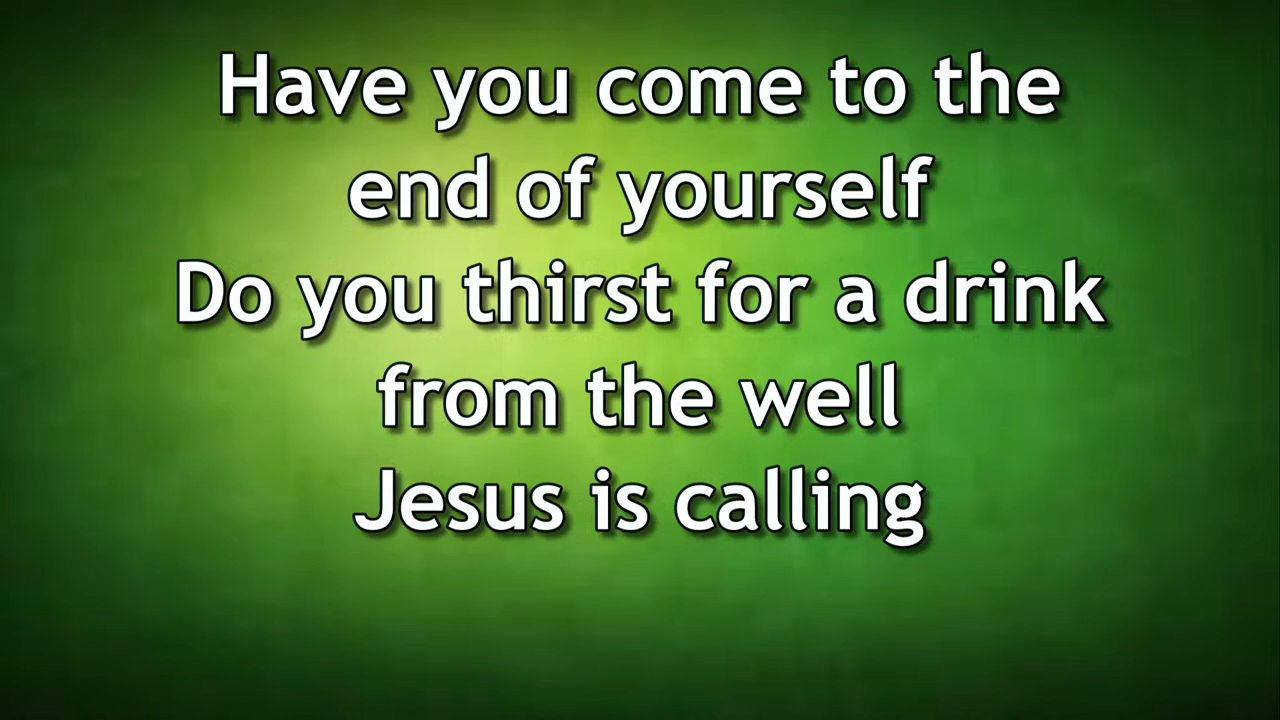 Have you come to the
end of yourself
Do you thirst for a drink
from the well
Jesus is calling